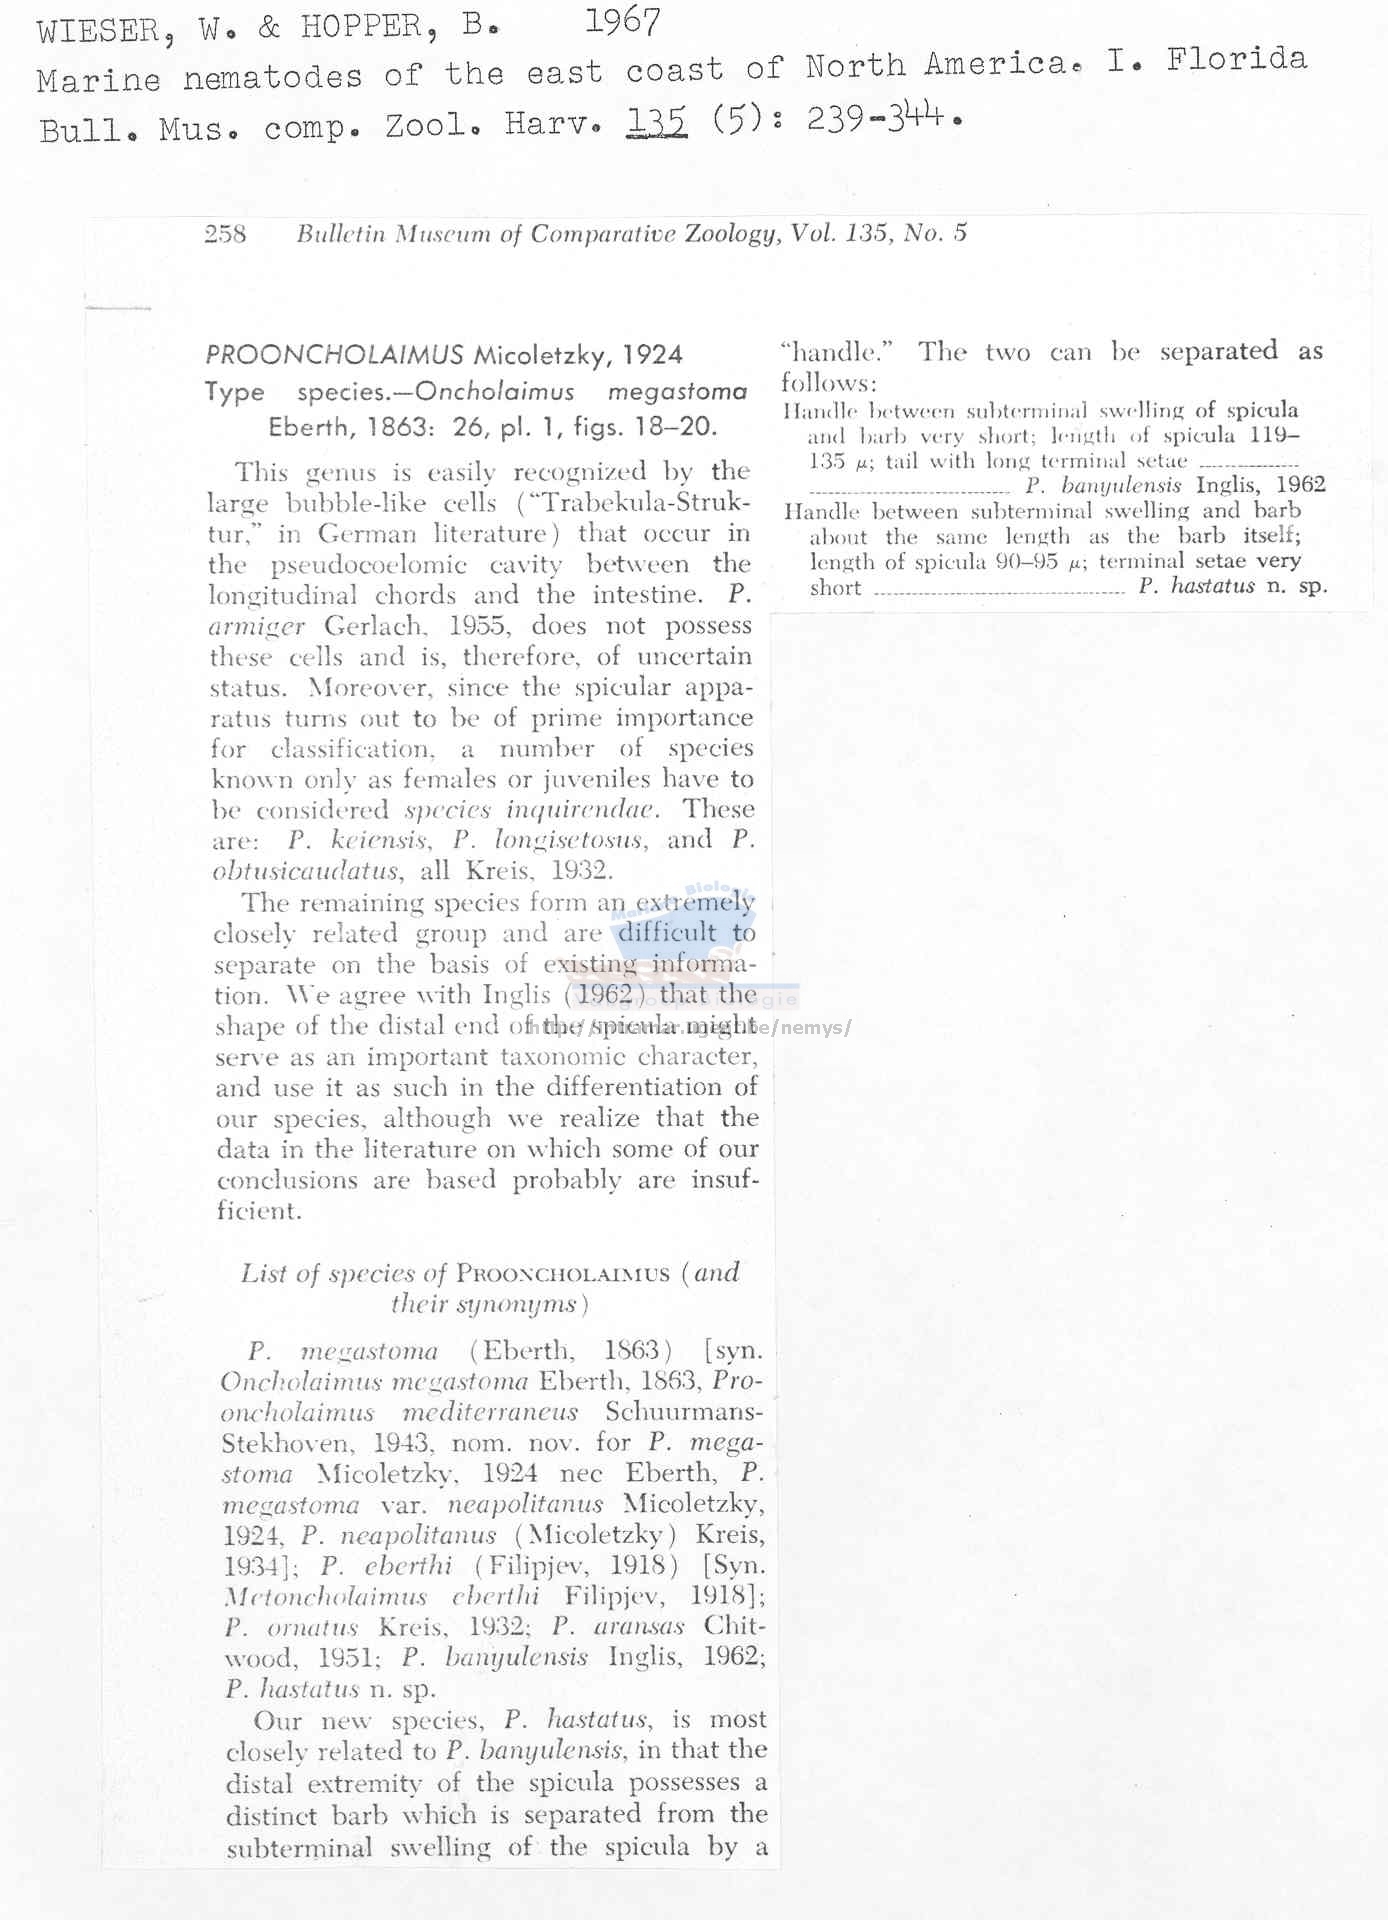 WIESER, W. & HOPPER, B. 1967
Marine nematodes of the east coast of North America. I. Florida
Bull. Mus. comp. Zool. Harv. 135 (5): 239-344.
258 Bulletin Museum of Comparative Zoology, Vol. 135, No. 5
PROONCHOLAIMUS Micoletzky, 1924
Type species.—Oncholaimus megastoma
Eberth, 1863: 26, pl. 1, figs. 18–20.
This genus is easily recognized by the
large bubble-like cells (“Trabekula-Struk-
tur,” in German literature) that occur in
the pseudocoelomic cavity between the
longitudinal chords and the intestine. P.
armiger Gerlach, 1955, does not possess
these cells and is, therefore, of uncertain
status. Moreover, since the spicular appa-
ratus turns out to be of prime importance
for classification, a number of species
known only as females or juveniles have to
be considered species inquirendae. These
are: P. keiensis, P. longisetosus, and P.
obtusicaudatus, all Kreis, 1932.
The remaining species form an extremely
closely related group and are difficult to
separate on the basis of existing informa-
tion. We agree with Inglis (1962) that the
shape of the distal end of the spicula might
serve as an important taxonomic character,
and use it as such in the differentiation of
our species, although we realize that the
data in the literature on which some of our
conclusions are based probably are insuf-
ficient.
List of species of PROONCHOLAIMUS (and
their synonyms)
P. megastoma (Eberth, 1863) [syn.
Oncholaimus megastoma Eberth, 1863, Pro-
oncholaimus mediterraneus Schuurmans-
Stekhoven, 1943, nom. nov. for P. mega-
stoma Micoletzky, 1924 nec Eberth, P.
megastoma var. neapolitanus Micoletzky,
1924, P. neapolitanus (Micoletzky) Kreis,
1934]; P. eberthi (Filipjev, 1918) [Syn.
Metoncholaimus eberthi Filipjev, 1918];
P. ornatus Kreis, 1932; P. aransas Chit-
wood, 1951; P. banyulensis Inglis, 1962;
P. hastatus n. sp.
Our new species, P. hastatus, is most
closely related to P. banyulensis, in that the
distal extremity of the spicula possesses a
distinct barb which is separated from the
subterminal swelling of the spicula by a
“handle.” The two can be separated as
follows:
Handle between subterminal swelling of spicula
and barb very short; length of spicula 119–
135 µ; tail with long terminal setae
P. banyulensis Inglis, 1962
Handle between subterminal swelling and barb
about the same length as the barb itself;
length of spicula 90–95 µ; terminal setae very
short P. hastatus n. sp.